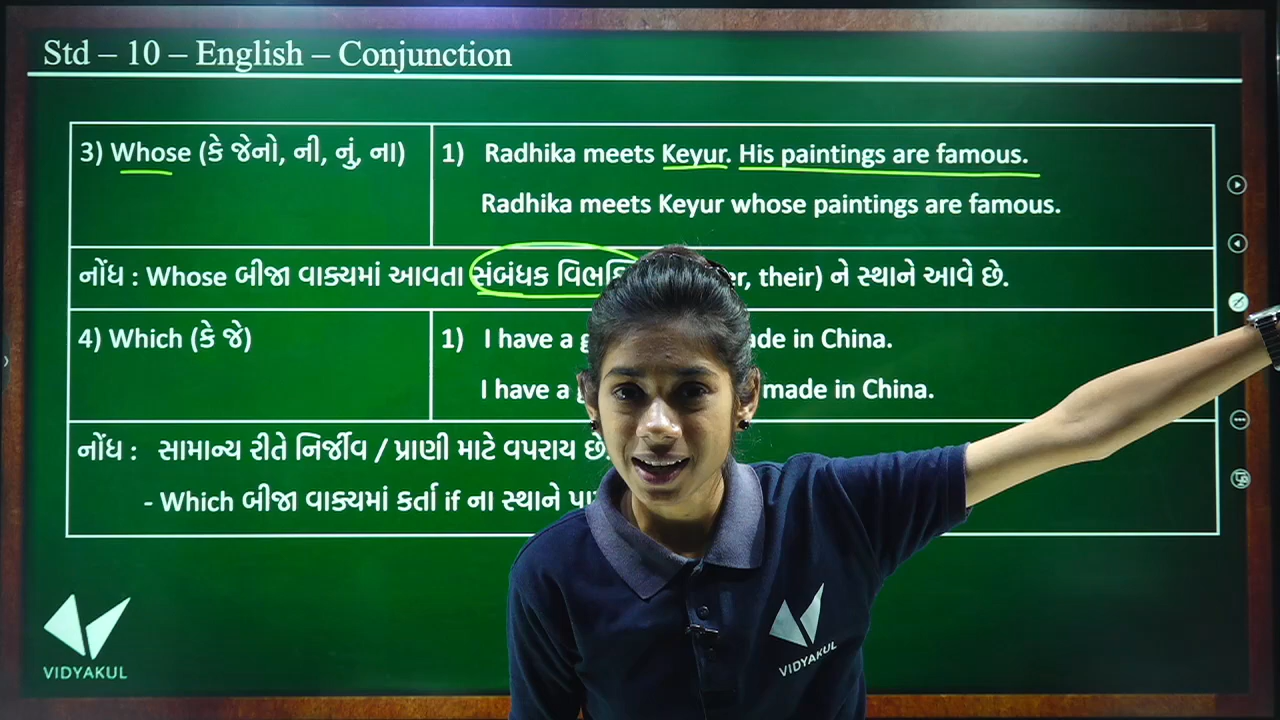 Std – 10 – English – Conjunction
3) Whose (કે જેનો, ની, નું, ના)
1) Radhika meets Keyur. His paintings are famous.
Radhika meets Keyur whose paintings are famous.
નોંધ : Whose બીજા વાક્યમાં આવતા સંબંધક their) ને સ્થાને આવે છે.
4) Which (કે જે)
1) I have a in China.
I have a made in China.
નોંધ : સામાન્ય રીતે નિર્જીવ / પ્રાણી માટે વપરાય છે.
- Which બીજા વાક્યમાં કર્તા if ના સ્થાને
VIDYAKUL
VIDYAKUL